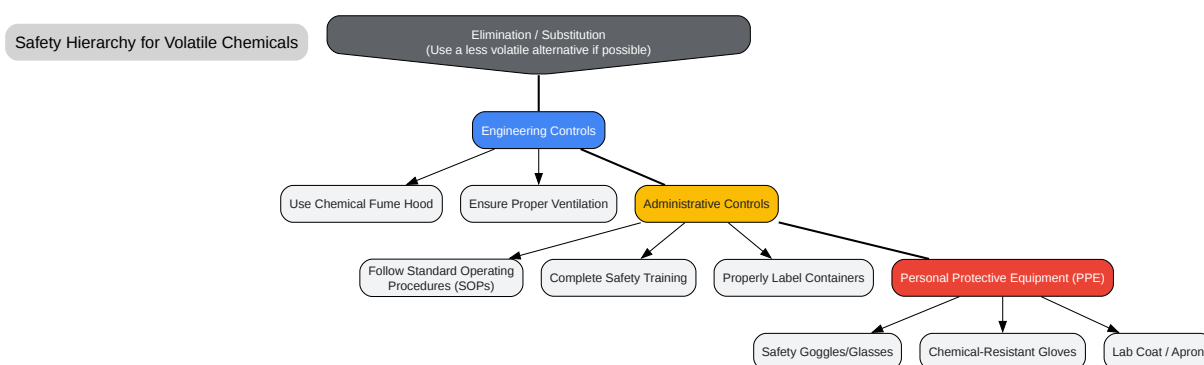 Safety Hierarchy for Volatile Chemicals
Elimination / Substitution
(Use a less volatile alternative if possible)
Engineering Controls
Use Chemical Fume Hood
Ensure Proper Ventilation
Administrative Controls
Follow Standard Operating
Procedures (SOPs)
Complete Safety Training
Properly Label Containers
Personal Protective Equipment (PPE)
Safety Goggles/Glasses
Chemical-Resistant Gloves
Lab Coat / Apron